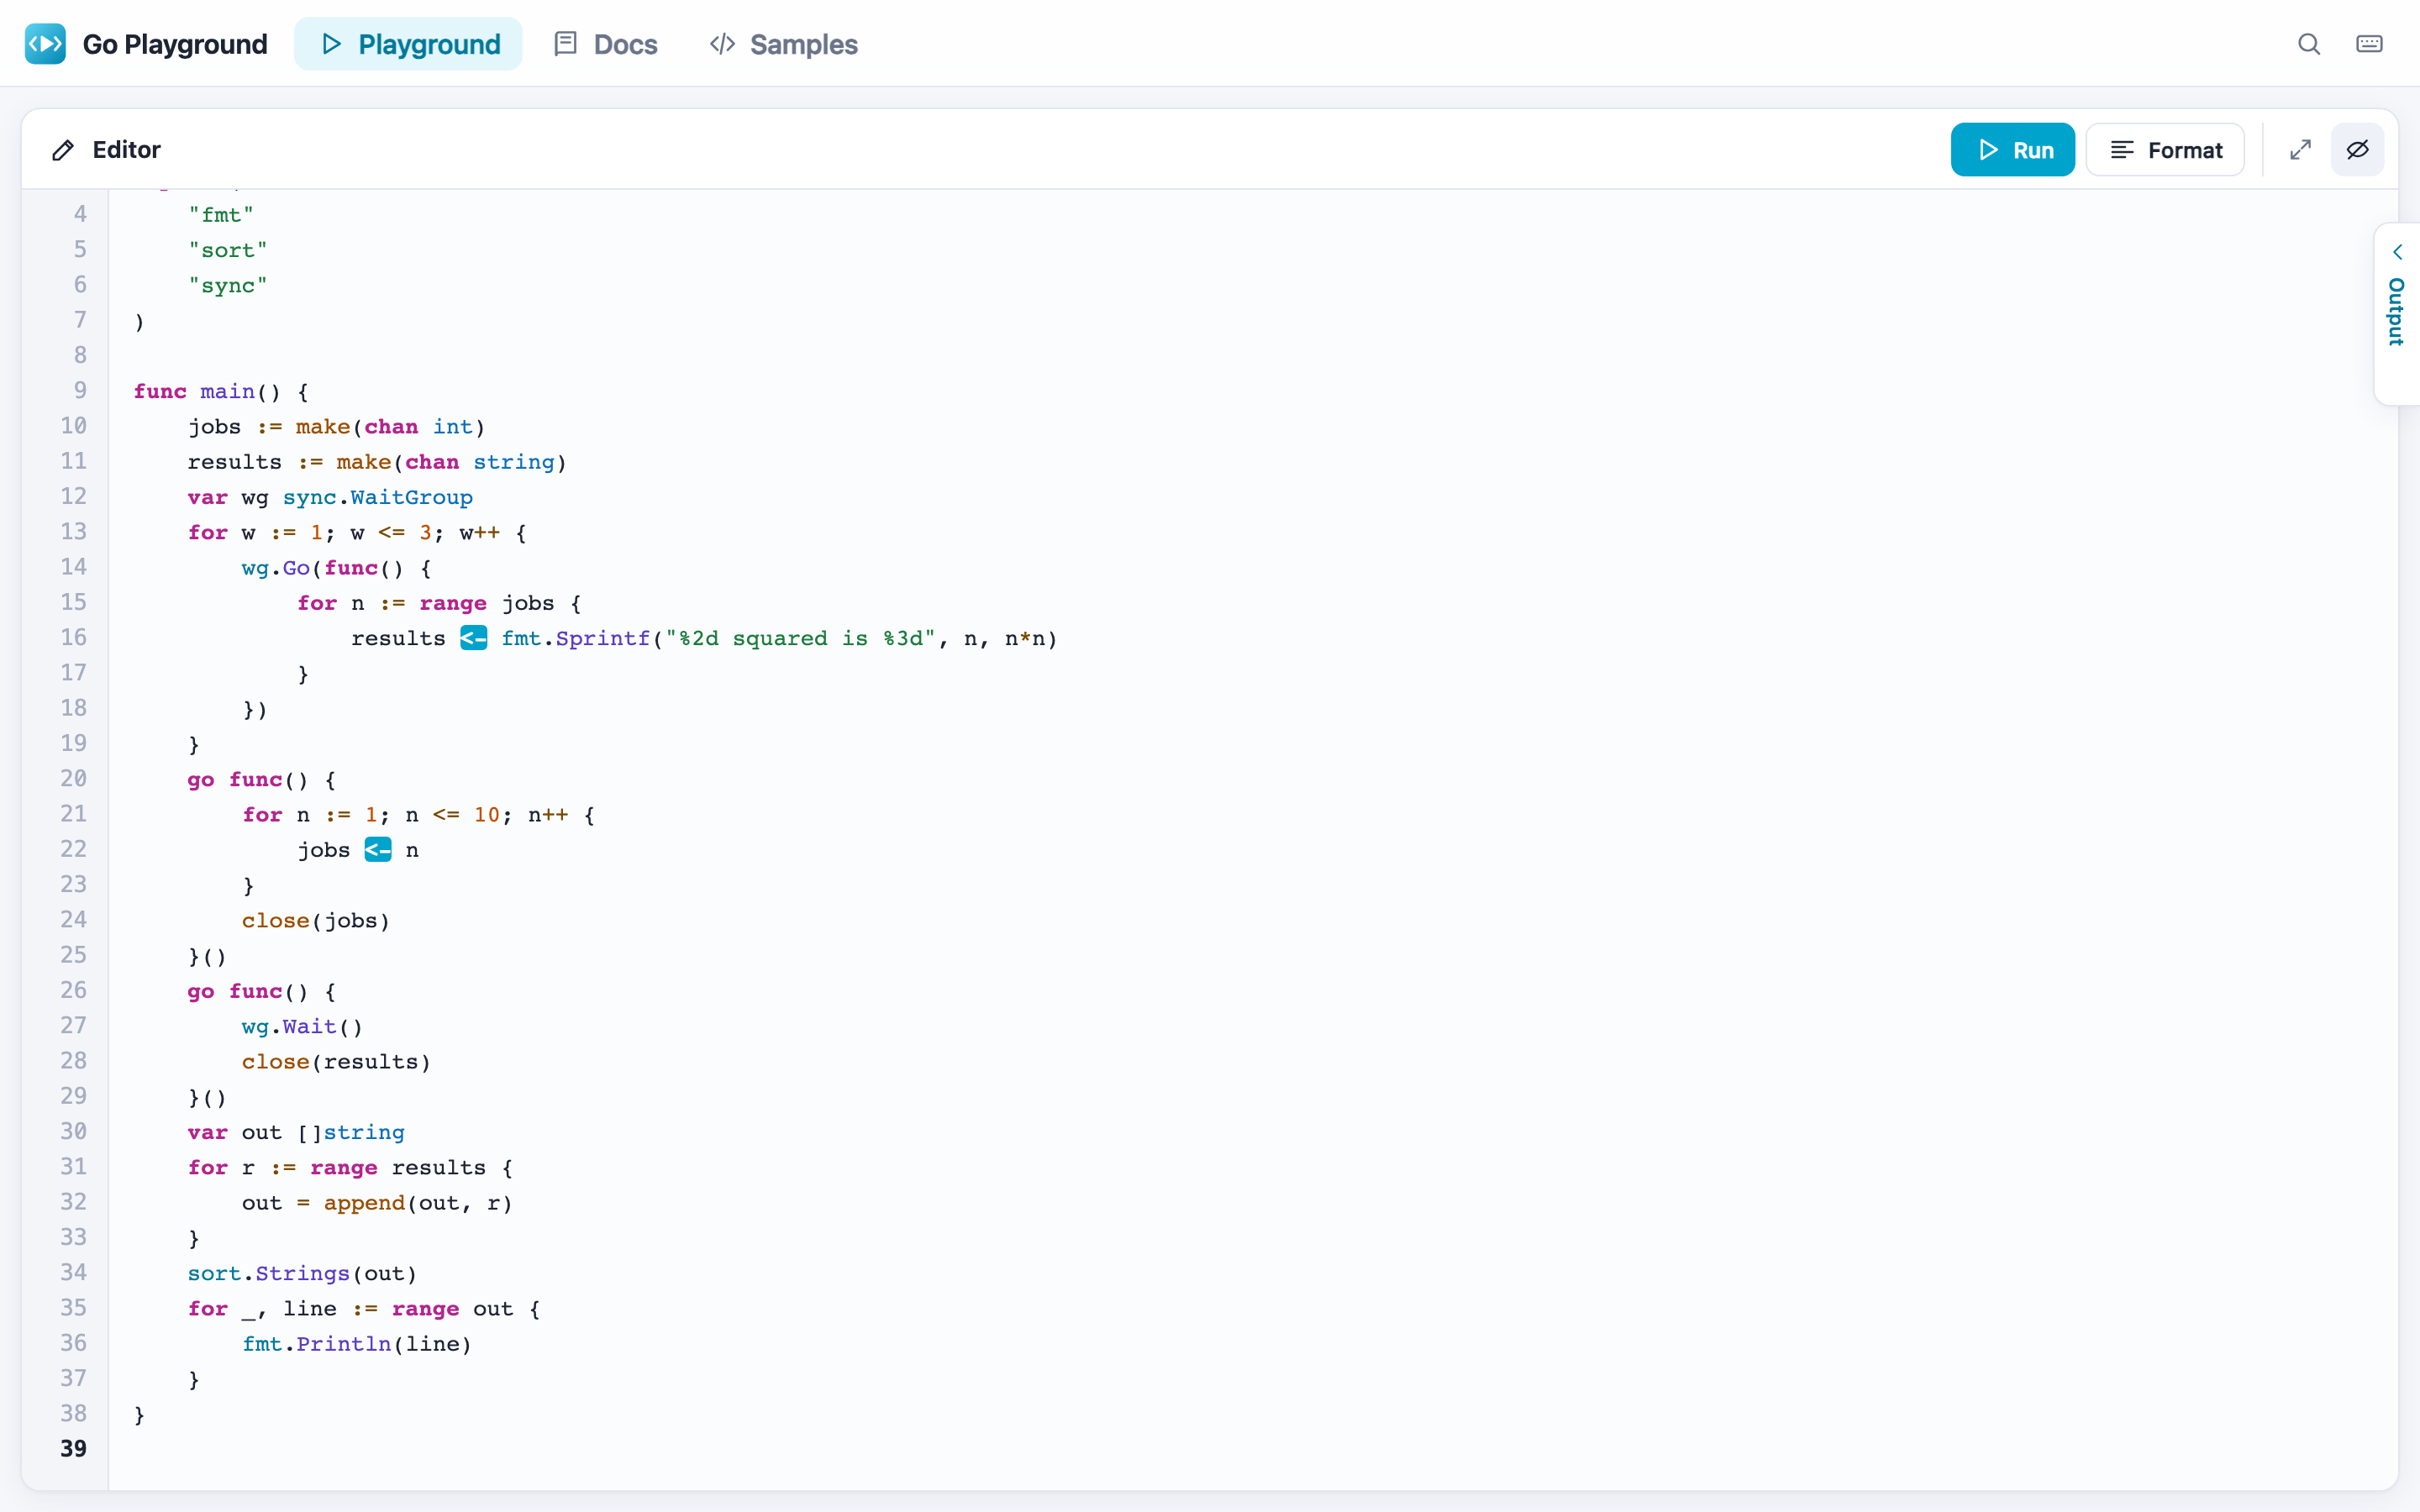 Go Playground Playground Docs Samples
Editor Run Format
Output
4 "fmt"
5 "sort"
6 "sync"
7 )
8
9 func main() {
10 jobs := make(chan int)
11 results := make(chan string)
12 var wg sync.WaitGroup
13 for w := 1; w <= 3; w++ {
14 wg.Go(func() {
15 for n := range jobs {
16 results <- fmt.Sprintf("%2d squared is %3d", n, n*n)
17 }
18 })
19 }
20 go func() {
21 for n := 1; n <= 10; n++ {
22 jobs <- n
23 }
24 close(jobs)
25 }()
26 go func() {
27 wg.Wait()
28 close(results)
29 }()
30 var out []string
31 for r := range results {
32 out = append(out, r)
33 }
34 sort.Strings(out)
35 for _, line := range out {
36 fmt.Println(line)
37 }
38 }
39